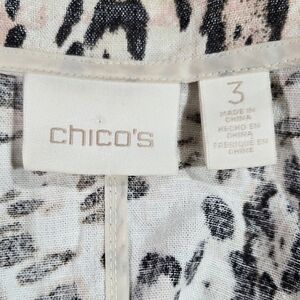 chico's
3
MADE IN
CHINA
HECHO EN
CHINA
FABRIQUÉ EN
CHINE